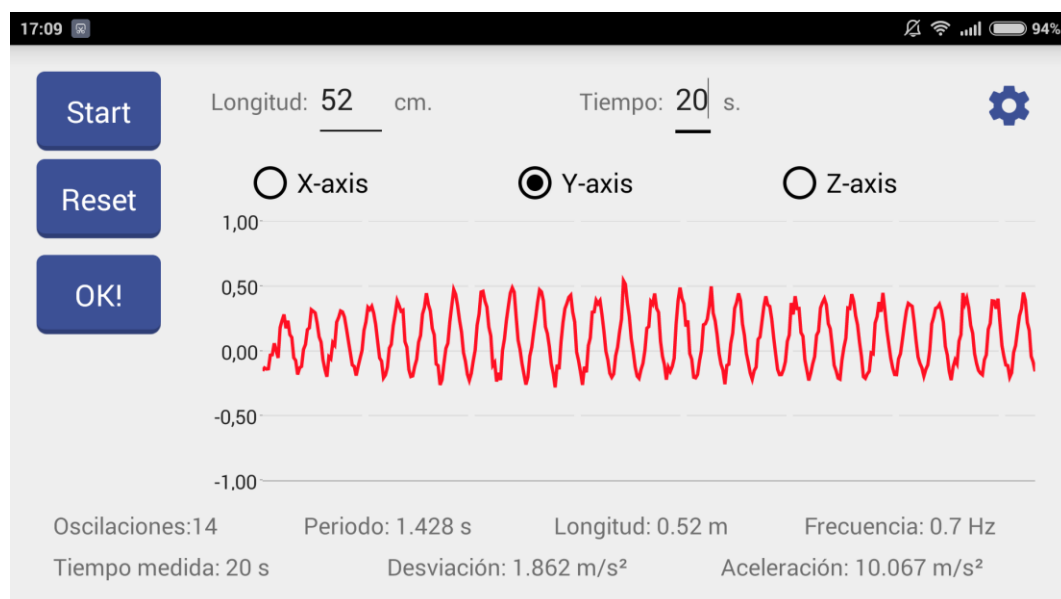 17:09 94%
Start
Longitud: 52 cm. Tiempo: 20 s.
Reset
X-axis Y-axis Z-axis
1,00
OK!
0,50
0,00
-0,50
-1,00
Oscilaciones:14 Periodo: 1.428 s Longitud: 0.52 m Frecuencia: 0.7 Hz
Tiempo medida: 20 s Desviación: 1.862 m/s² Aceleración: 10.067 m/s²